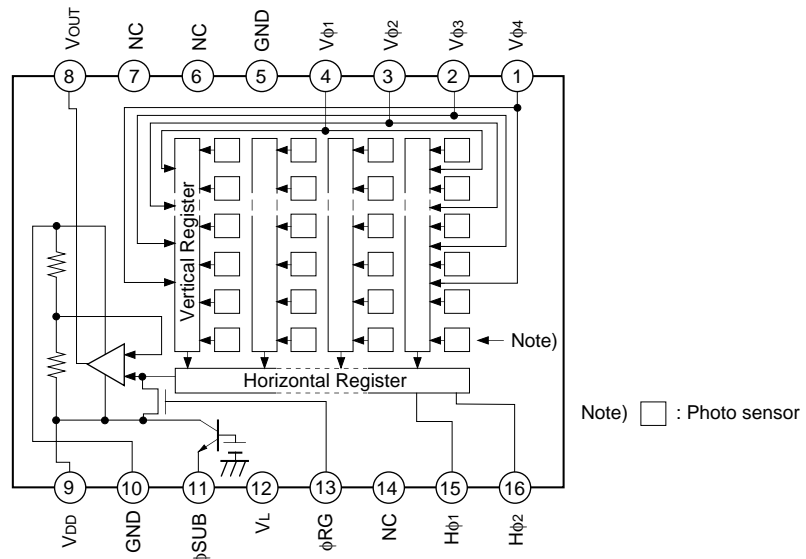 VOUT NC NC GND Vφ1 Vφ2 Vφ3 Vφ4
8 7 6 5 4 3 2 1
Vertical Register
Note)
Horizontal Register
Note) : Photo sensor
9 10 11 12 13 14 15 16
VDD GND φSUB VL φRG NC Hφ1 Hφ2